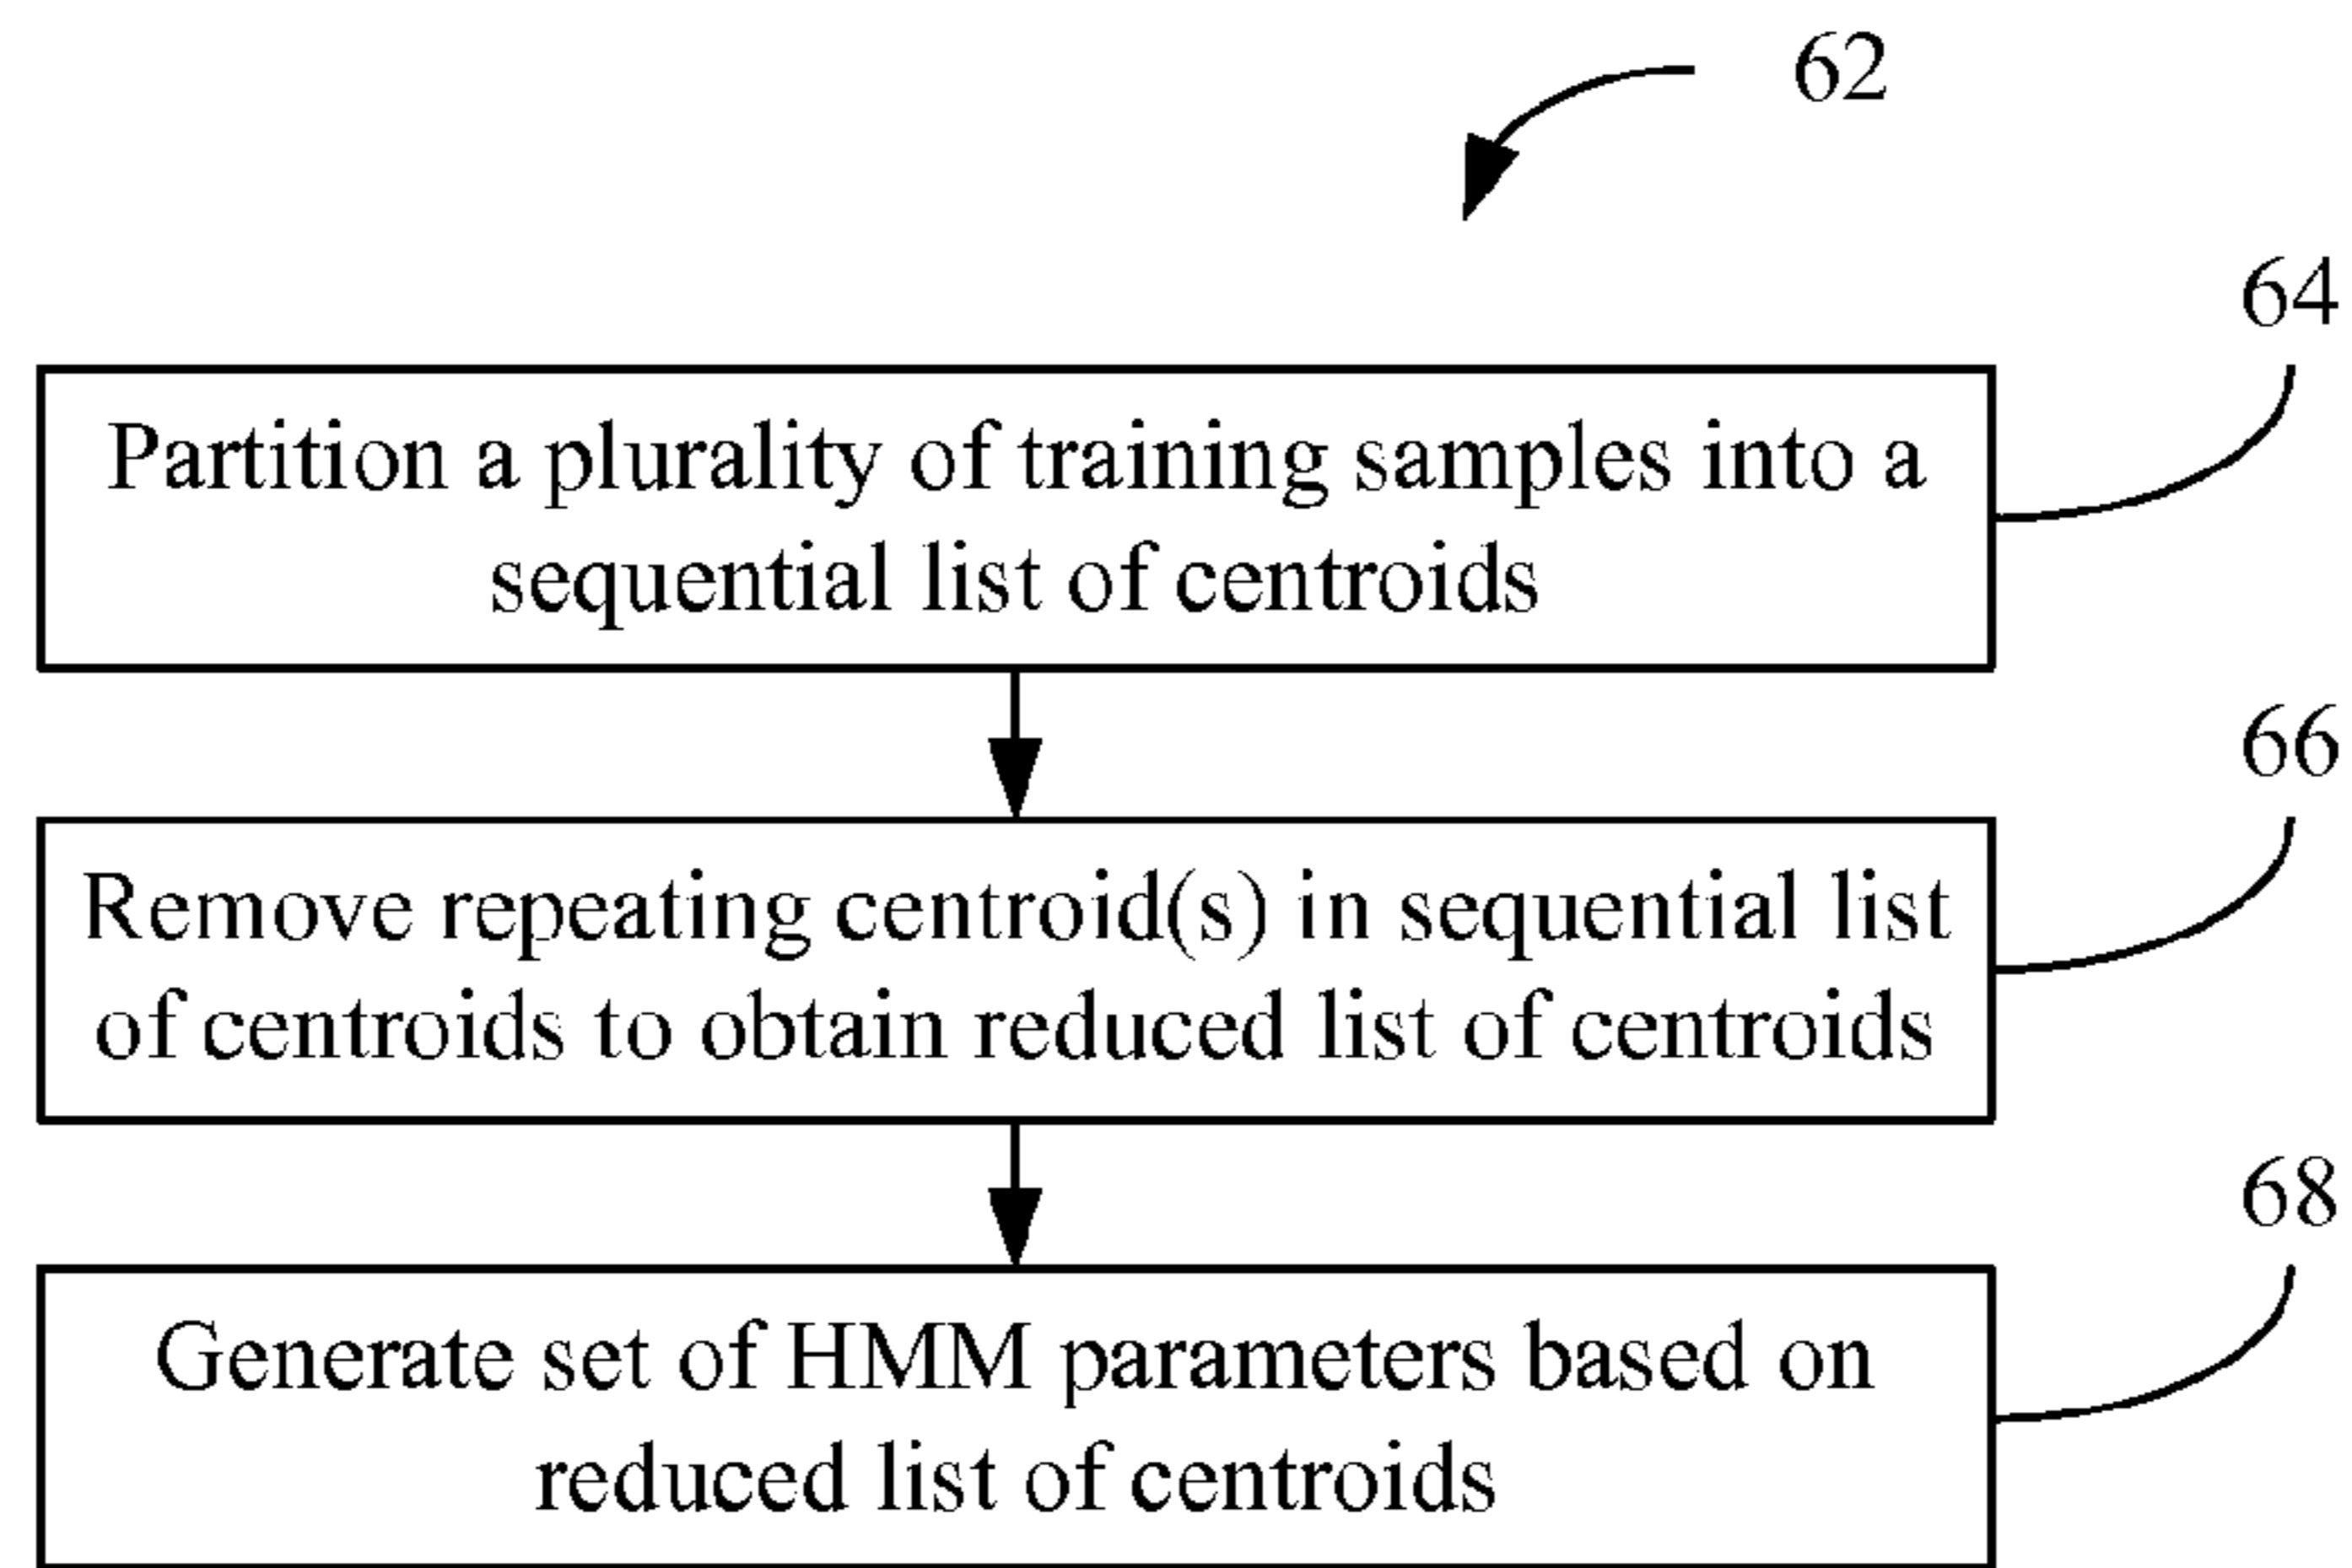 62
64
Partition a plurality of training samples into a
sequential list of centroids
66
Remove repeating centroid(s) in sequential list
of centroids to obtain reduced list of centroids
68
Generate set of HMM parameters based on
reduced list of centroids